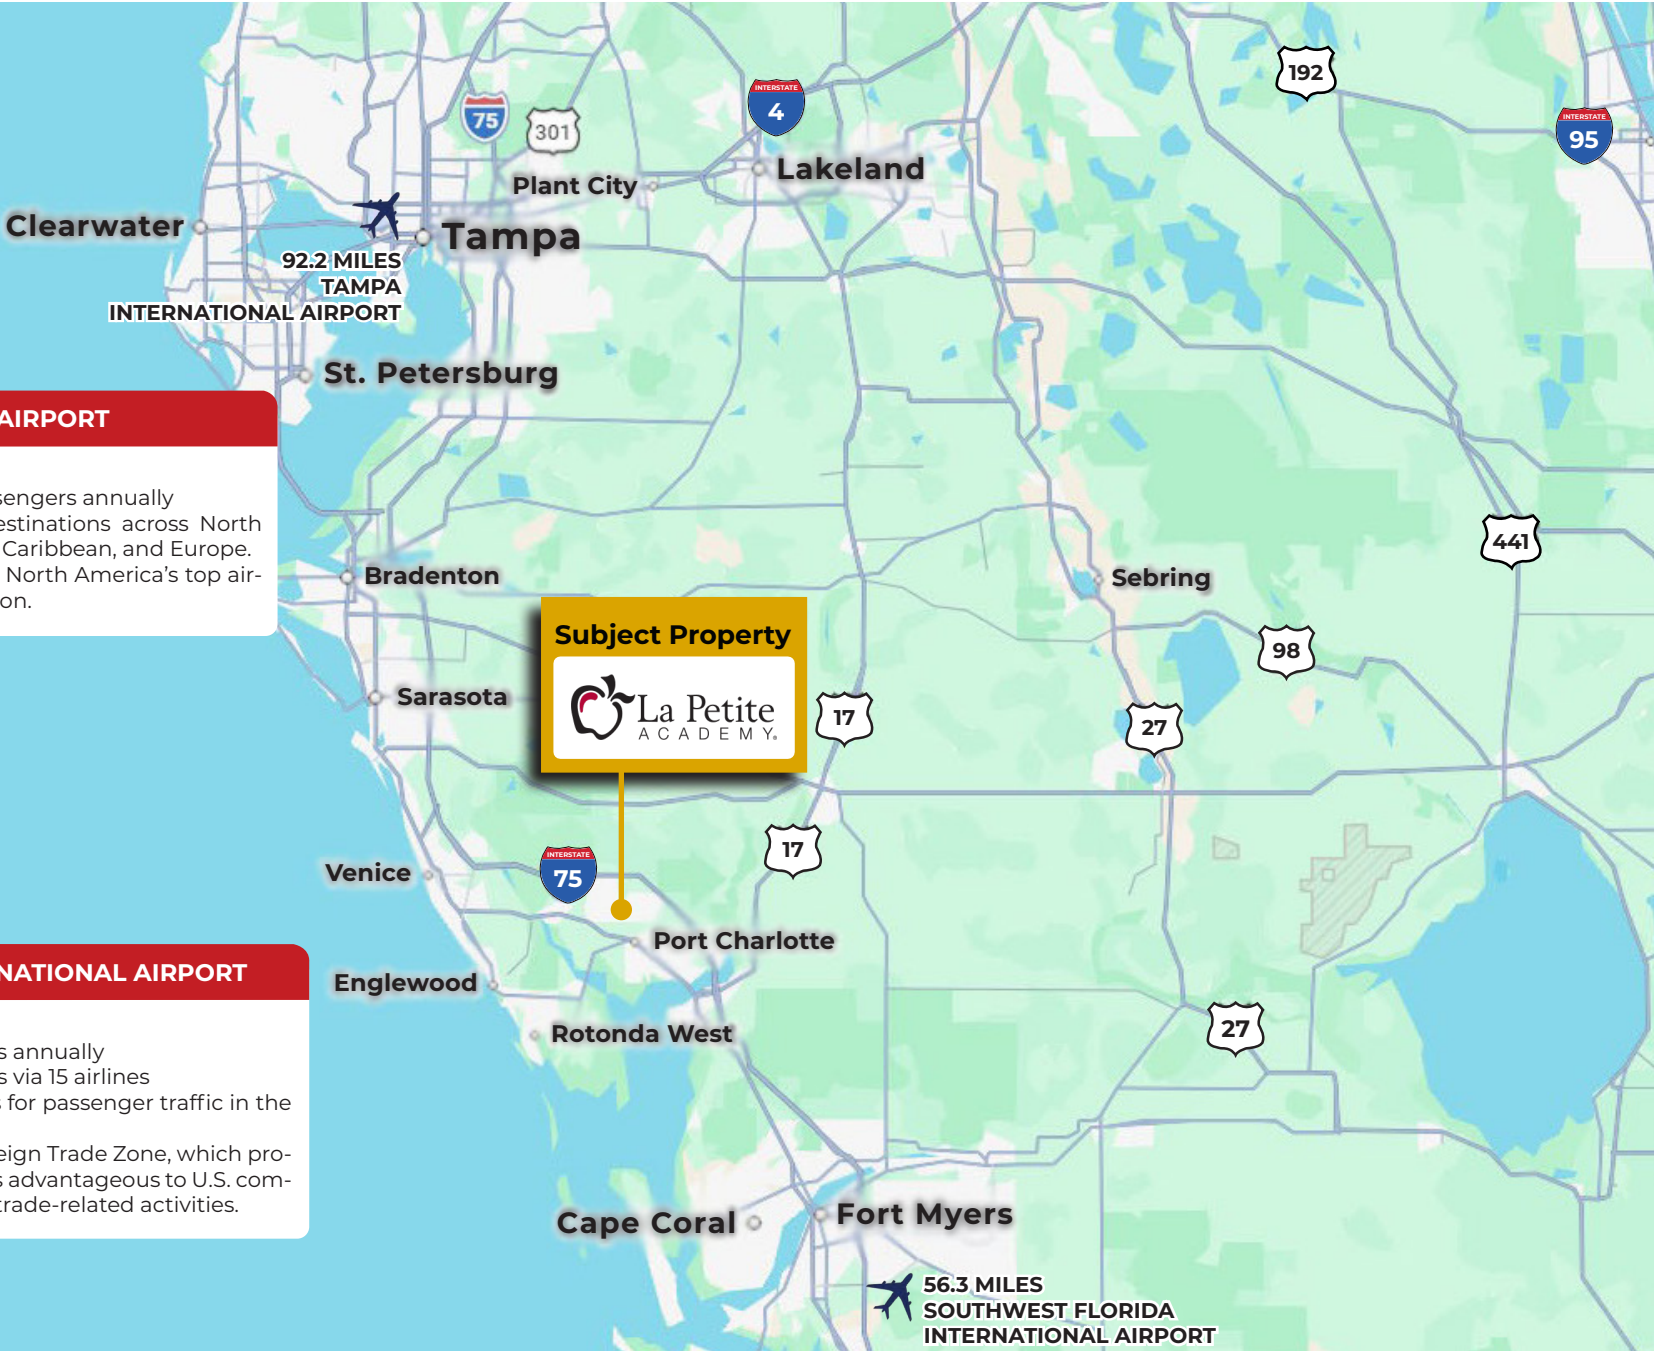 192
INTERSTATE
4
75
301
INTERSTATE
95
Lakeland
Plant City
Clearwater
Tampa
92.2 MILES
TAMPA
INTERNATIONAL AIRPORT
St. Petersburg
AIRPORT
sengers annually
estinations across North
Caribbean, and Europe.
North America's top air-
on.
441
Bradenton
Sebring
Subject Property
La Petite
ACADEMY®
98
Sarasota
17
27
17
Venice
INTERSTATE
75
Port Charlotte
NATIONAL AIRPORT
Englewood
27
Rotonda West
s annually
s via 15 airlines
s for passenger traffic in the
eign Trade Zone, which pro-
s advantageous to U.S. com-
trade-related activities.
Cape Coral
Fort Myers
56.3 MILES
SOUTHWEST FLORIDA
INTERNATIONAL AIRPORT